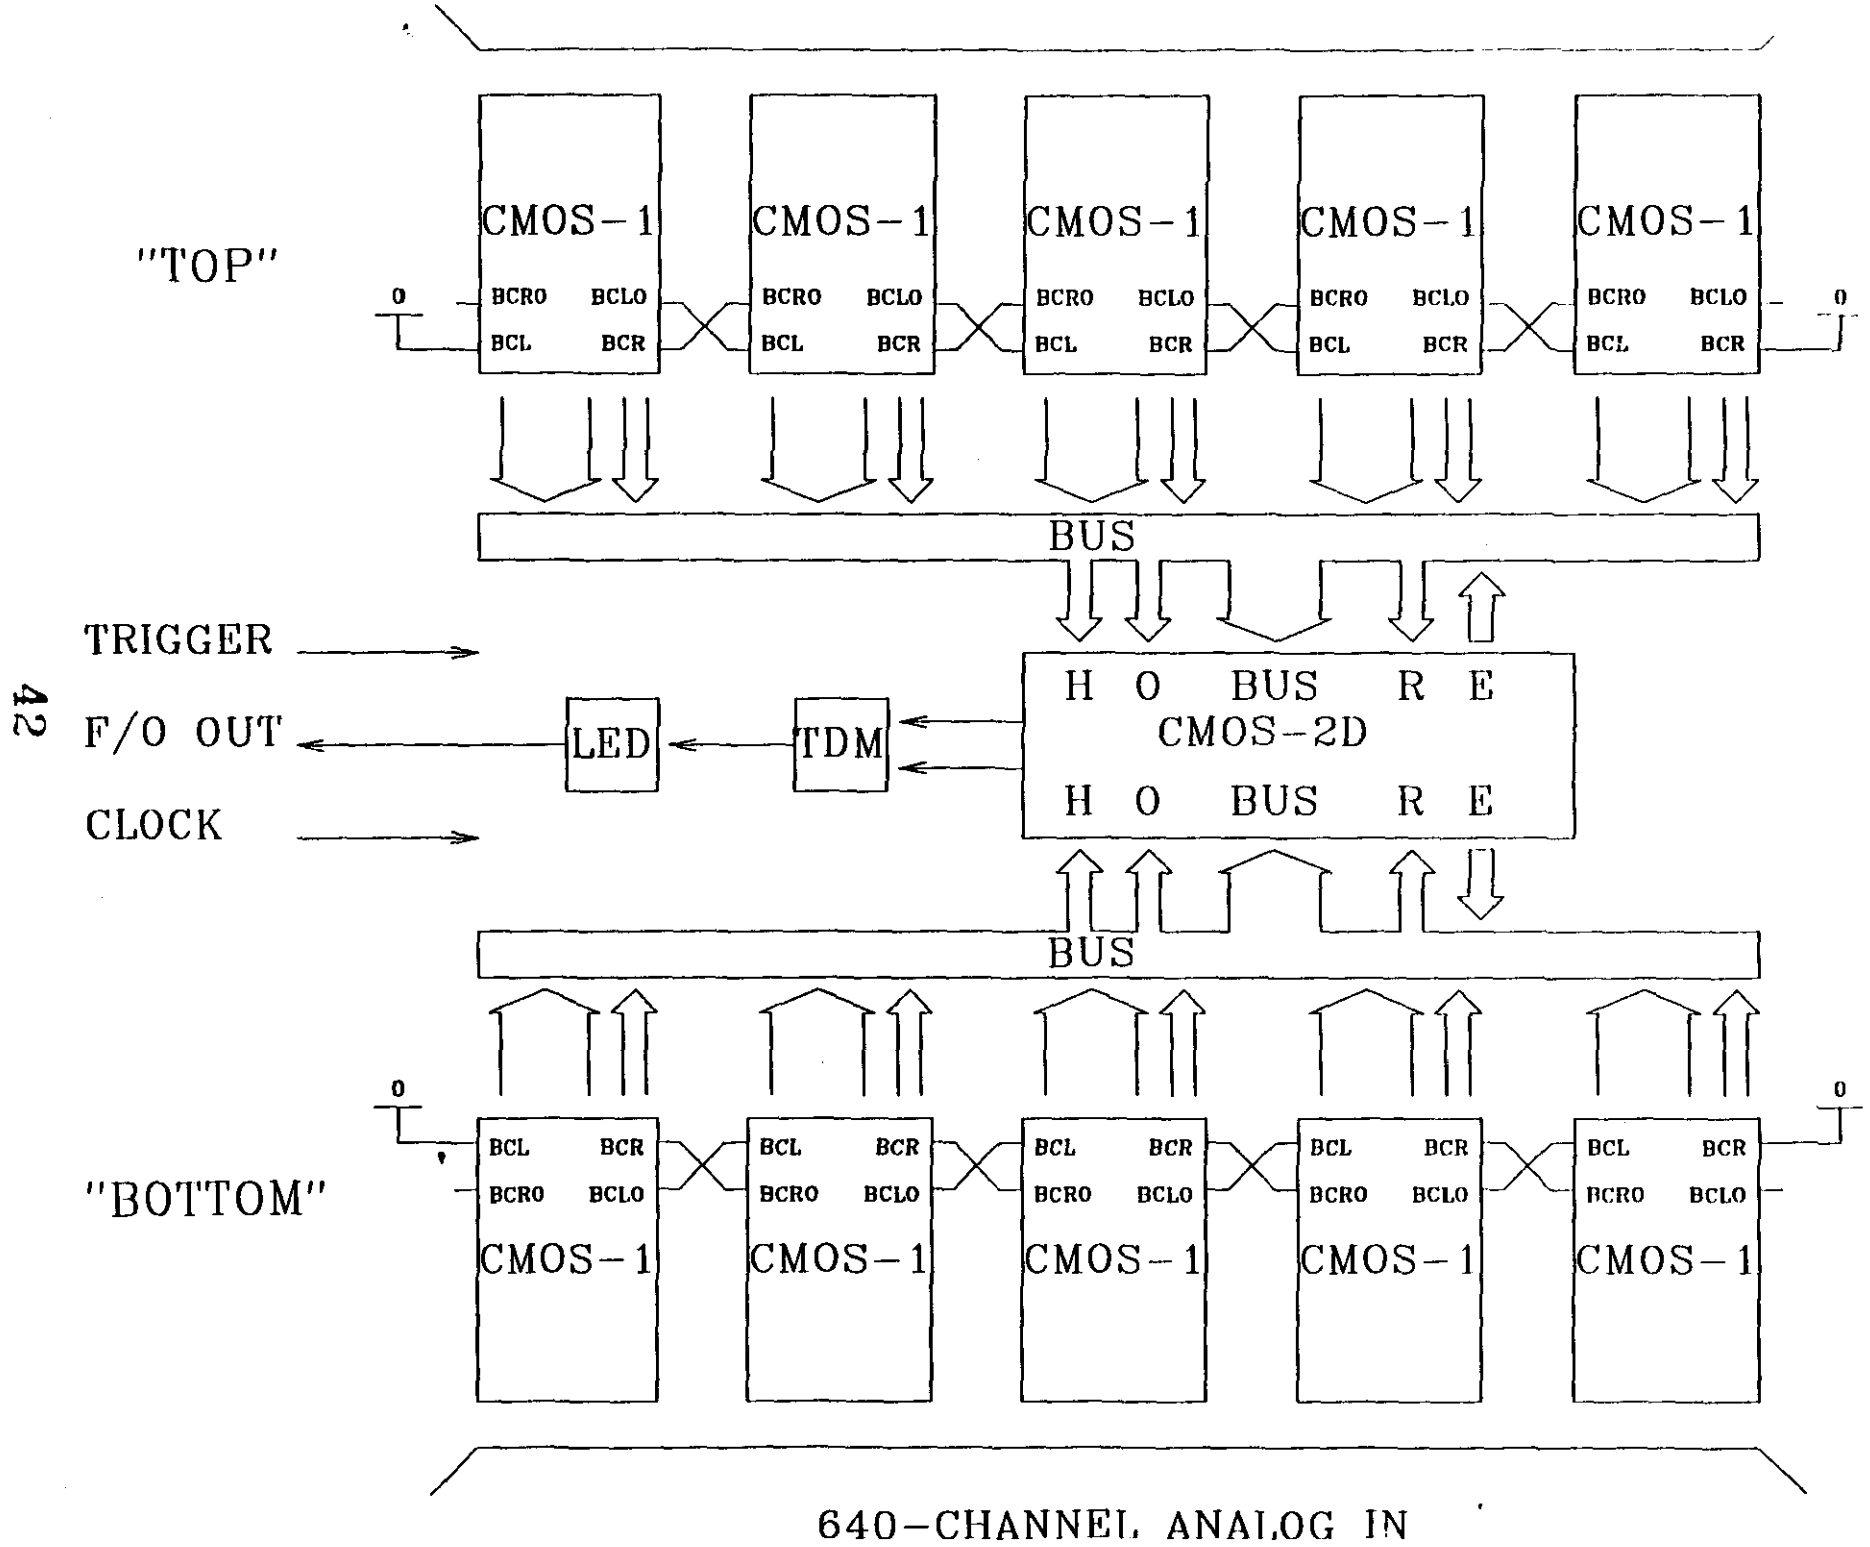 CMOS-1 CMOS-1 CMOS-1 CMOS-1 CMOS-1
"TOP"
0 BCRO BCLO BCRO BCLO BCRO BCLO BCRO BCLO BCRO BCLO 0
BCL BCR BCL BCR BCL BCR BCL BCR BCL BCR
BUS
TRIGGER
H O BUS R E
42
F/O OUT LED TDM CMOS-2D
H O BUS R E
CLOCK
BUS
0 0
BCL BCR BCL BCR BCL BCR BCL BCR BCL BCR
"BOTTOM"
BCRO BCLO BCRO BCLO BCRO BCLO BCRO BCLO BCRO BCLO
CMOS-1 CMOS-1 CMOS-1 CMOS-1 CMOS-1
640-CHANNEL ANALOG IN